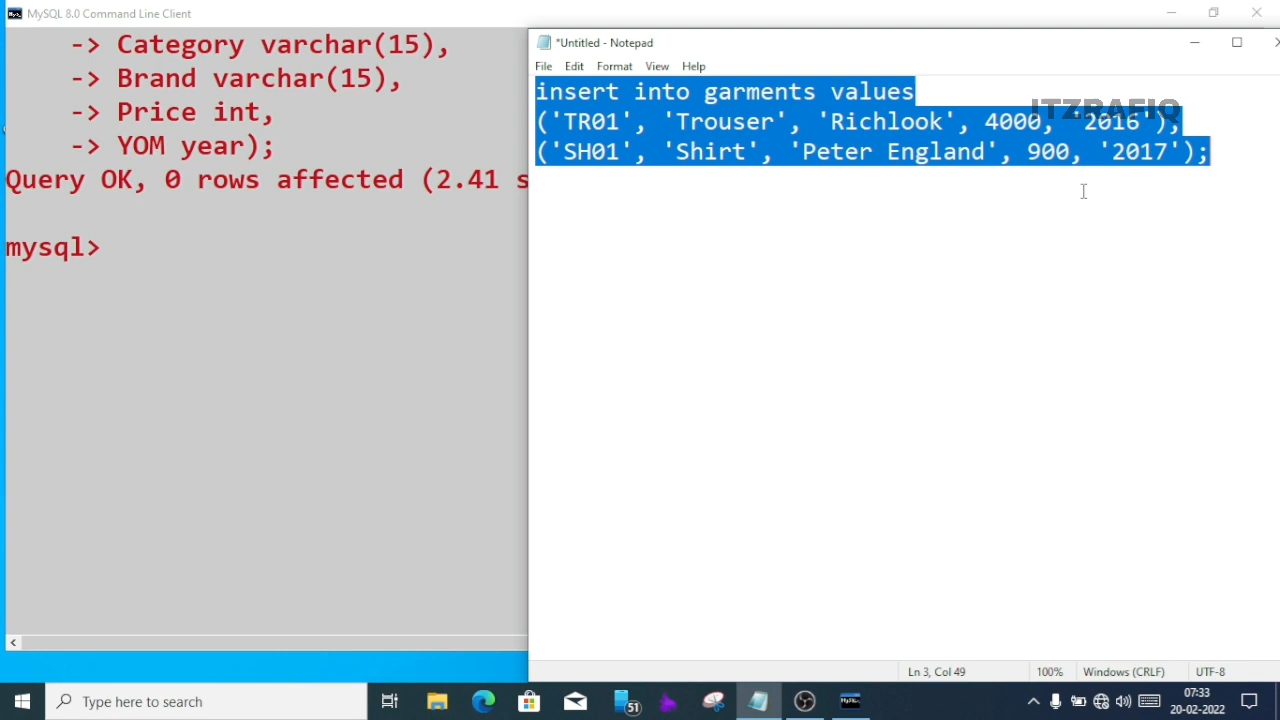 MySQL 8.0 Command Line Client
-> Category varchar(15),
-> Brand varchar(15),
-> Price int,
-> YOM year);
Query OK, 0 rows affected (2.41 s
mysql>
*Untitled - Notepad
File Edit Format View Help
insert into garments values
('TR01', 'Trouser', 'Richlook', 4000, '2016');
('SH01', 'Shirt', 'Peter England', 900, '2017');
ITZRAFIQ
Ln 3, Col 49 100% Windows (CRLF) UTF-8
Type here to search
51
07:33
20-02-2022